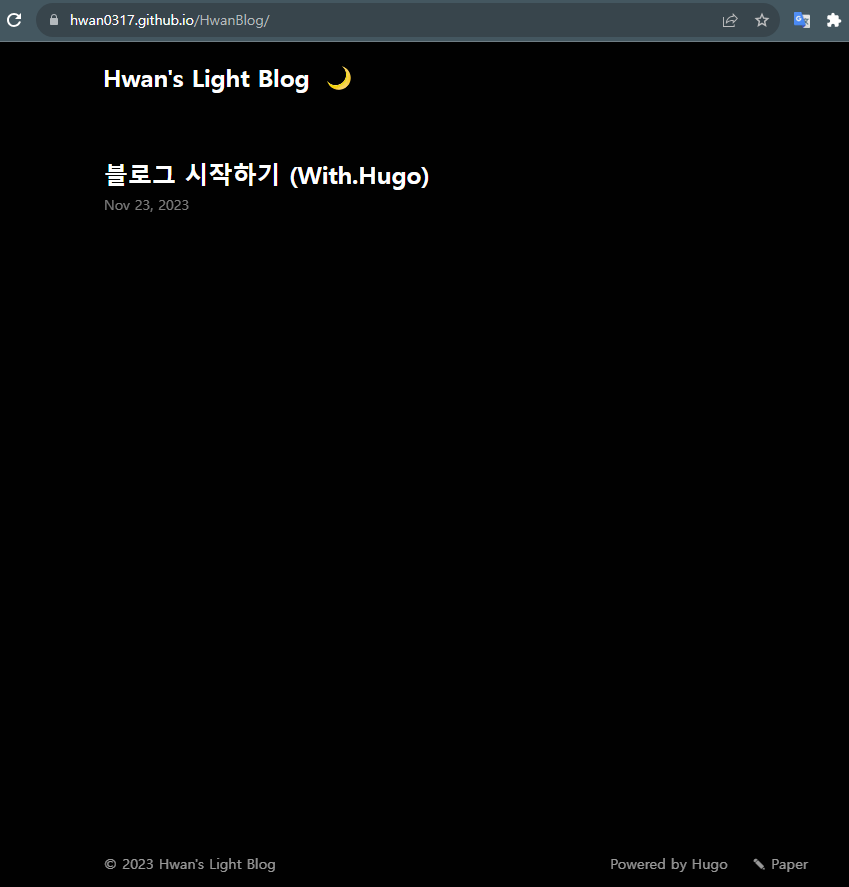 hwan0317.github.io/HwanBlog/
Hwan's Light Blog 🌙
블로그 시작하기 (With.Hugo)
Nov 23, 2023
© 2023 Hwan's Light Blog Powered by Hugo ✎ Paper